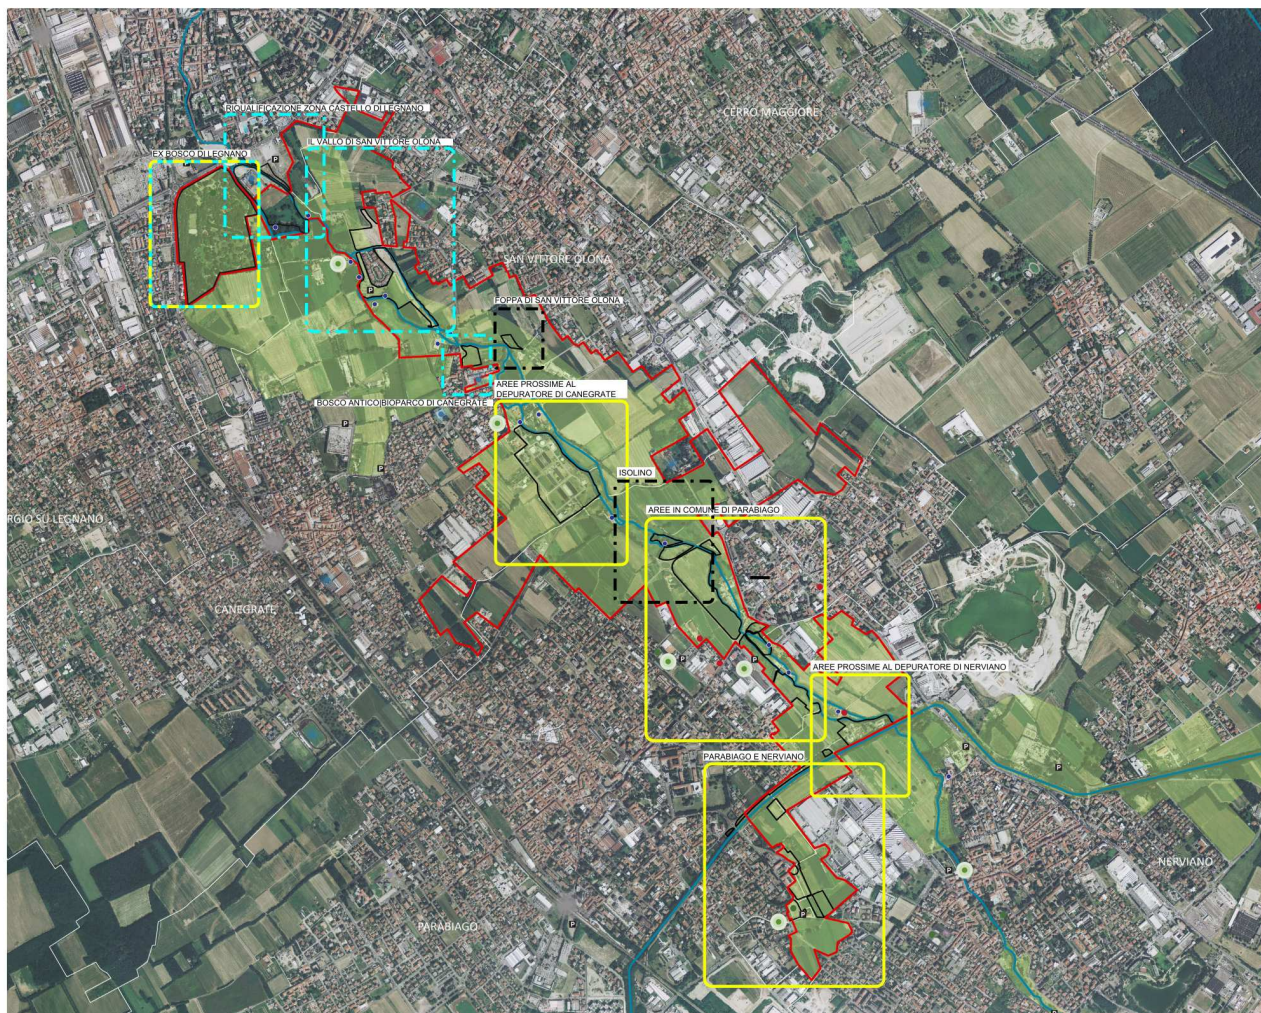 RIQUALIFICAZIONE ZONA CASTELLO DI LEGNANO
CERRO MAGGIORE
IL VALLO DI SAN VITTORE OLONA
EX BOSCO DI LEGNANO
P
SAN VITTORE OLONA
P
FOPPA DI SAN VITTORE OLONA
AREE PROSSIME AL
DEPURATORE DI CANEGRATE
BOSCO ANTICO|BIOPARCO DI CANEGRATE
P
P
ISOLINO
AREE IN COMUNE DI PARABIAGO
RGIO SU LEGNANO
CANEGRATE
P
P
AREE PROSSIME AL DEPURATORE DI NERVIANO
P
PARABIAGO E NERVIANO
P
NERVIANO
P
P
PARABIAGO
P
P